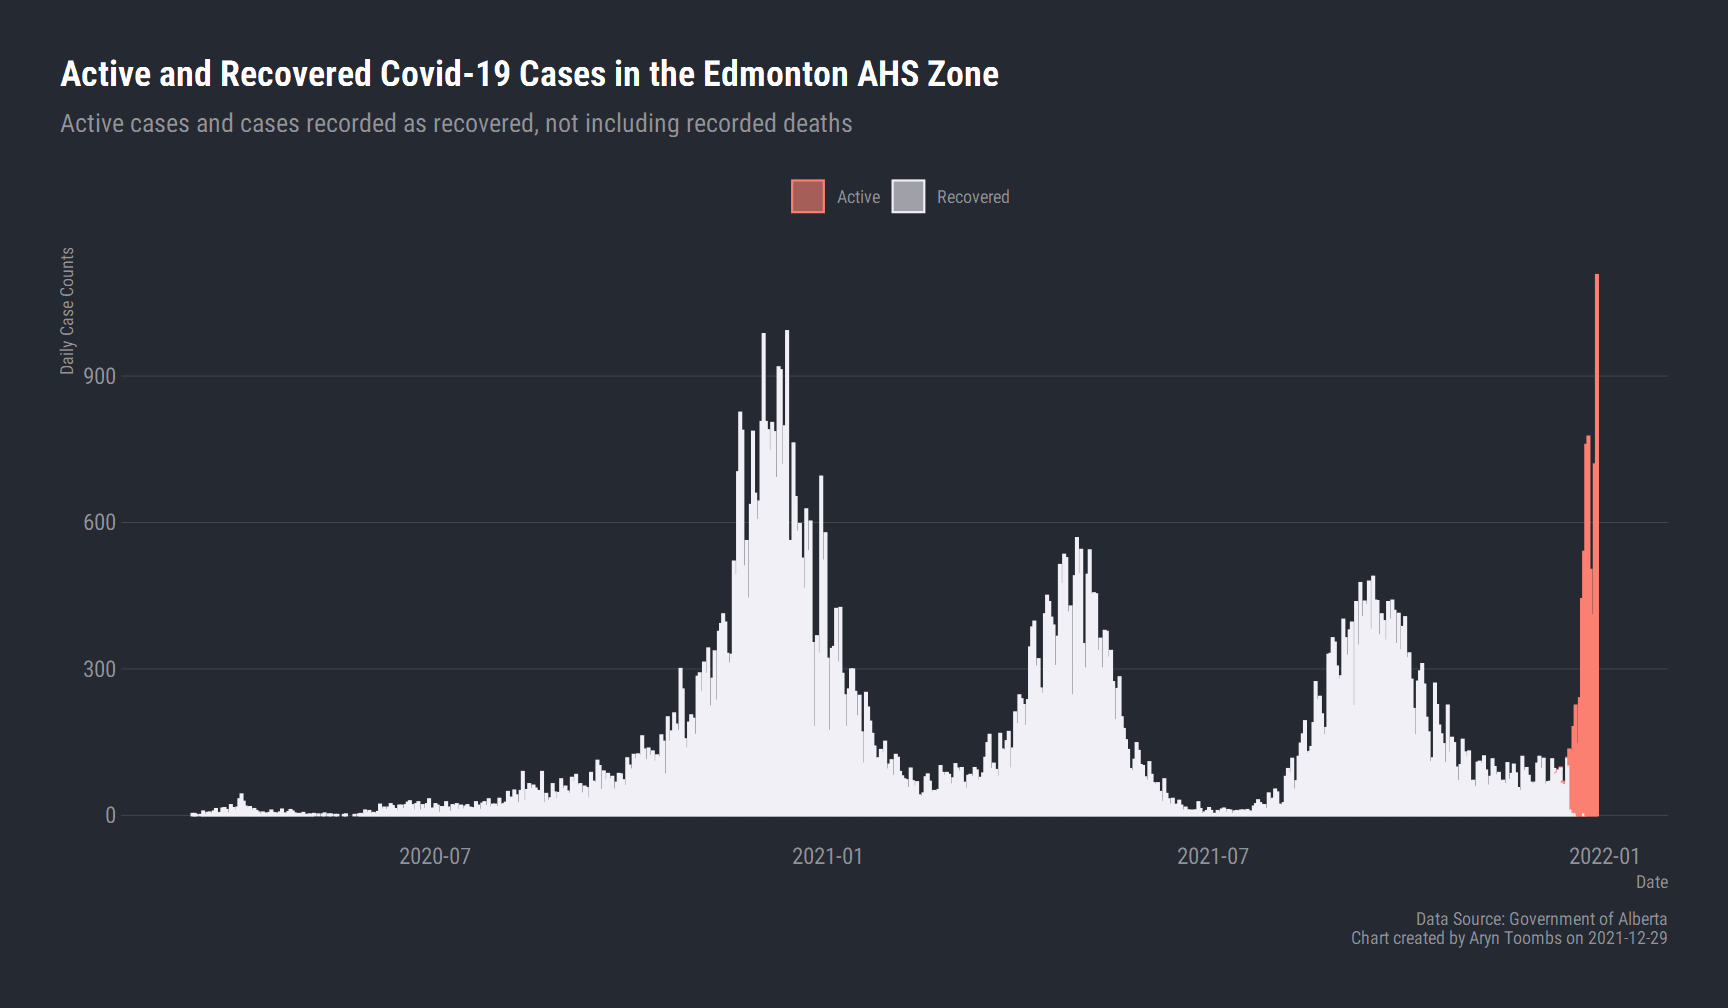 Active and Recovered Covid-19 Cases in the Edmonton AHS Zone
Active cases and cases recorded as recovered, not including recorded deaths
Active
Recovered
Daily Case Counts
900
600
300
0
2020-07
2021-01
2021-07
2022-01
Date
Data Source: Government of Alberta
Chart created by Aryn Toombs on 2021-12-29